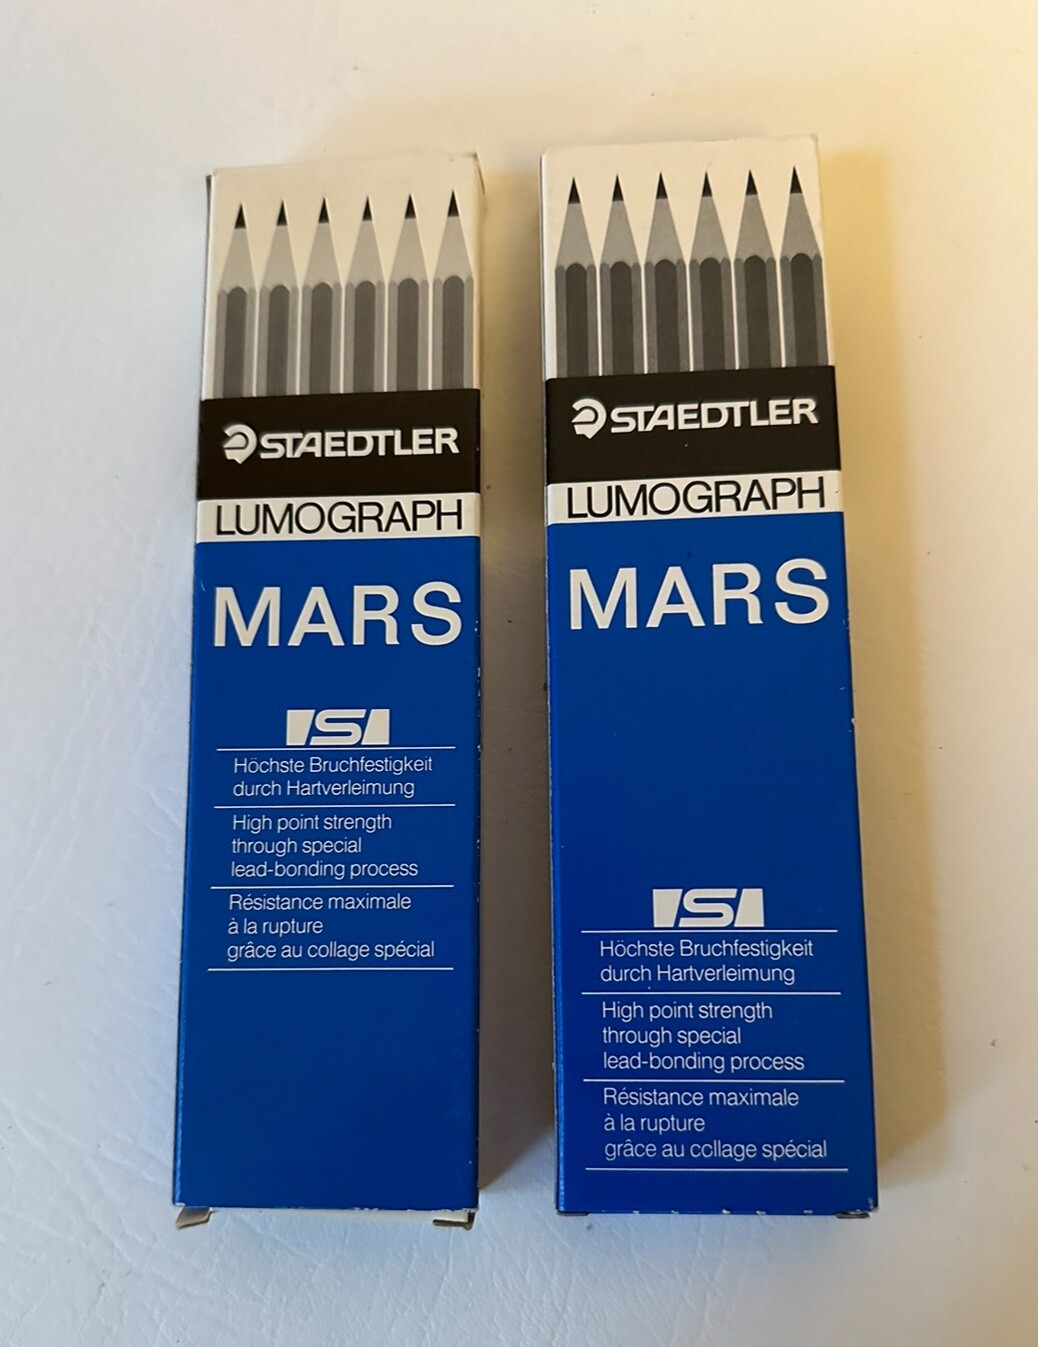 STAEDTLER
LUMOGRAPH
MARS
ISI
Höchste Bruchfestigkeit
durch Hartverleimung
High point strength
through special
lead-bonding process
Résistance maximale
à la rupture
grâce au collage spécial
STAEDTLER
LUMOGRAPH
MARS
ISI
Höchste Bruchfestigkeit
durch Hartverleimung
High point strength
through special
lead-bonding process
Résistance maximale
à la rupture
grâce au collage spécial